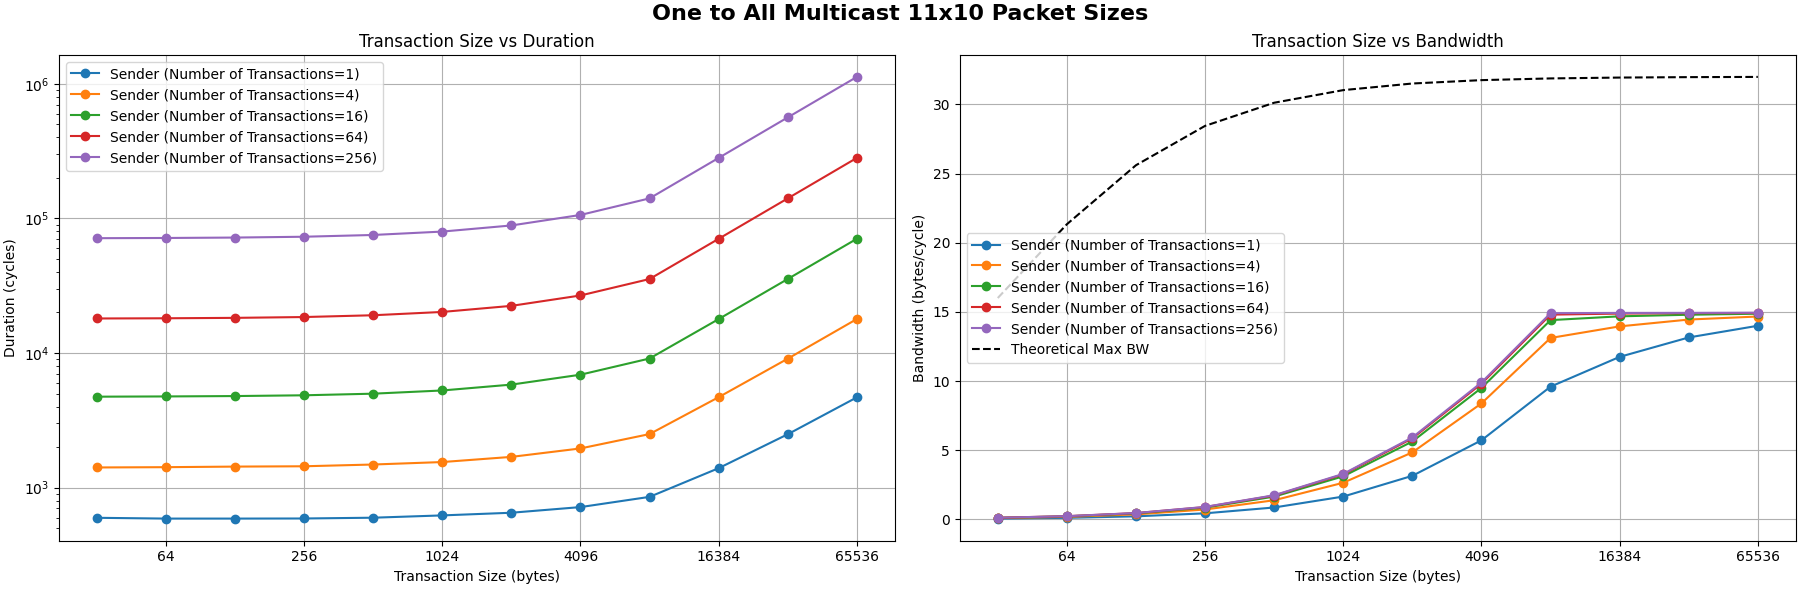 One to All Multicast 11x10 Packet Sizes
Transaction Size vs Duration
Sender (Number of Transactions=1)
Sender (Number of Transactions=4)
Sender (Number of Transactions=16)
Sender (Number of Transactions=64)
Sender (Number of Transactions=256)
Duration (cycles)
10^6
10^5
10^4
10^3
64 256 1024 4096 16384 65536
Transaction Size (bytes)
Transaction Size vs Bandwidth
Sender (Number of Transactions=1)
Sender (Number of Transactions=4)
Sender (Number of Transactions=16)
Sender (Number of Transactions=64)
Sender (Number of Transactions=256)
Theoretical Max BW
Bandwidth (bytes/cycle)
30
25
20
15
10
5
0
64 256 1024 4096 16384 65536
Transaction Size (bytes)